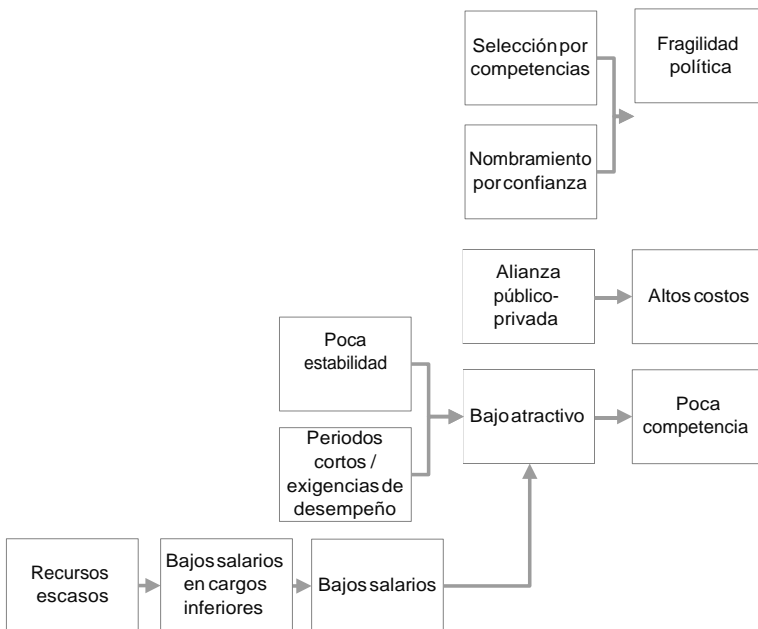 Selección por
competencias
Fragilidad
política
Nombramiento
por confianza
Alianza
público-
privada
Altos costos
Poca
estabilidad
Bajo atractivo
Poca
competencia
Periodos
cortos /
exigencias de
desempeño
Recursos
escasos
Bajos salarios
en cargos
inferiores
Bajos salarios